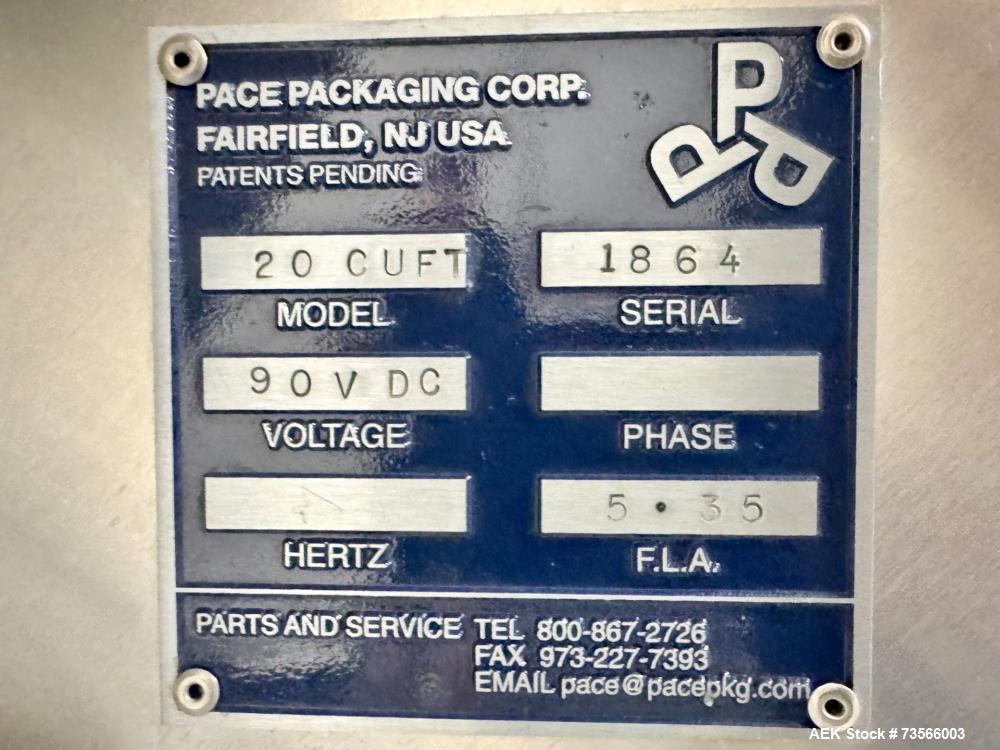 PACE PACKAGING CORP.
FAIRFIELD, NJ USA
PATENTS PENDING
PPP
20 CUFT 1864
MODEL SERIAL
90V DC
VOLTAGE PHASE
5.35
HERTZ F.L.A.
PARTS AND SERVICE TEL 800-867-2726
FAX 973-227-7393
EMAIL pace@pacepkg.com
AEK Stock # 73566003